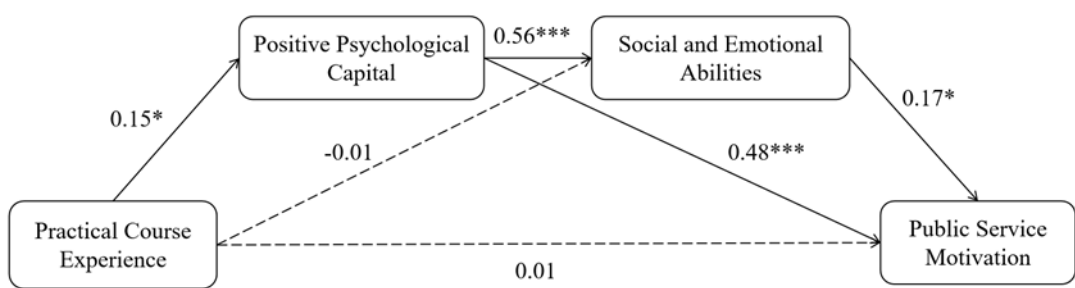 Positive Psychological
Capital
0.56***
Social and Emotional
Abilities
0.15*
-0.01
0.48***
0.17*
Practical Course
Experience
0.01
Public Service
Motivation